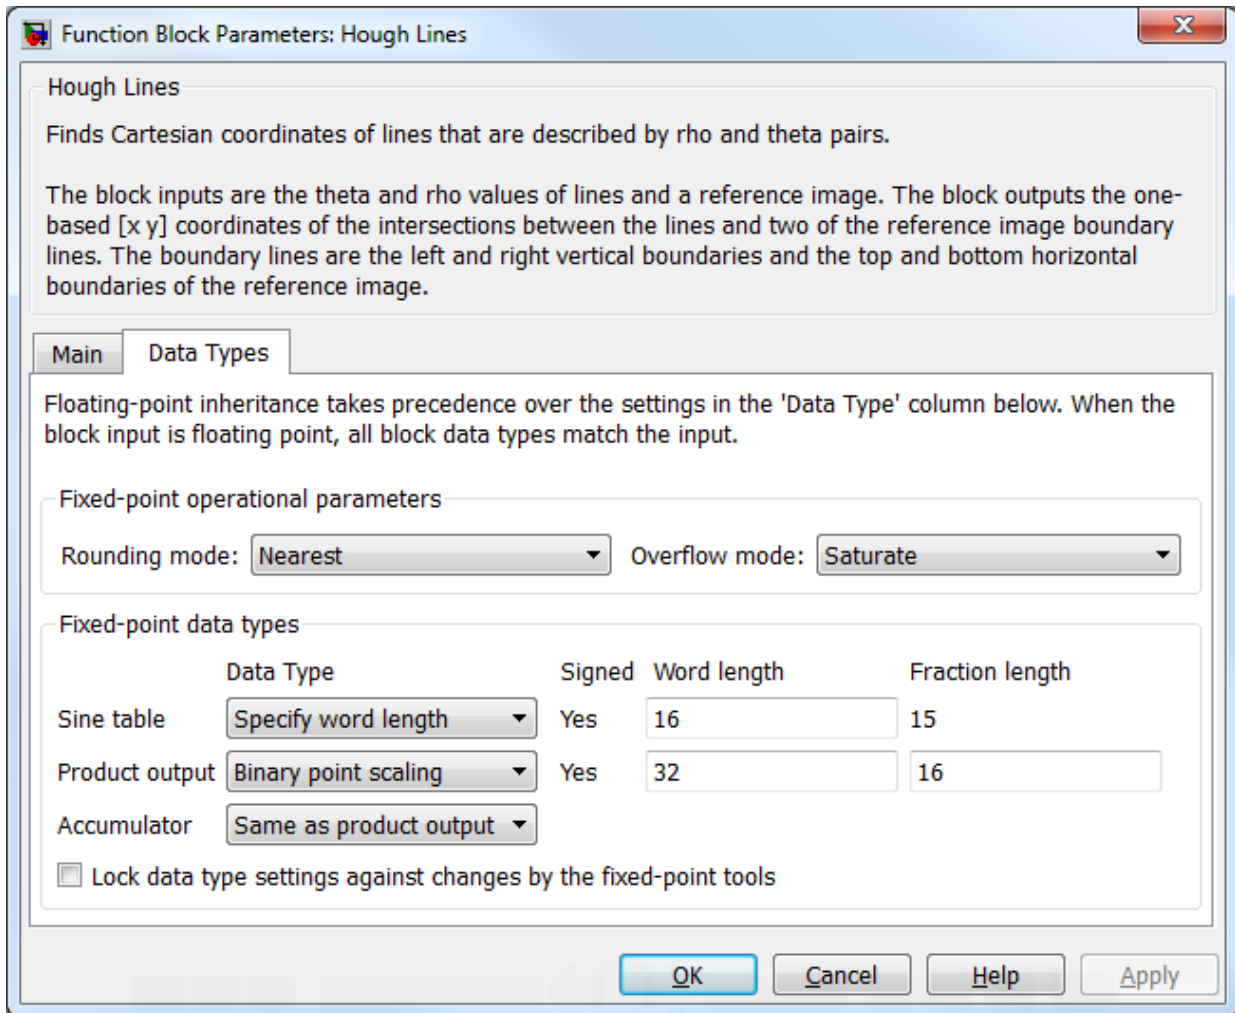 Function Block Parameters: Hough Lines
X
Hough Lines
Finds Cartesian coordinates of lines that are described by rho and theta pairs.
The block inputs are the theta and rho values of lines and a reference image. The block outputs the one-
based [x y] coordinates of the intersections between the lines and two of the reference image boundary
lines. The boundary lines are the left and right vertical boundaries and the top and bottom horizontal
boundaries of the reference image.
Main Data Types
Floating-point inheritance takes precedence over the settings in the 'Data Type' column below. When the
block input is floating point, all block data types match the input.
Fixed-point operational parameters
Rounding mode: Nearest Overflow mode: Saturate
Fixed-point data types
Data Type Signed Word length Fraction length
Sine table Specify word length Yes 16 15
Product output Binary point scaling Yes 32 16
Accumulator Same as product output
Lock data type settings against changes by the fixed-point tools
OK Cancel Help Apply